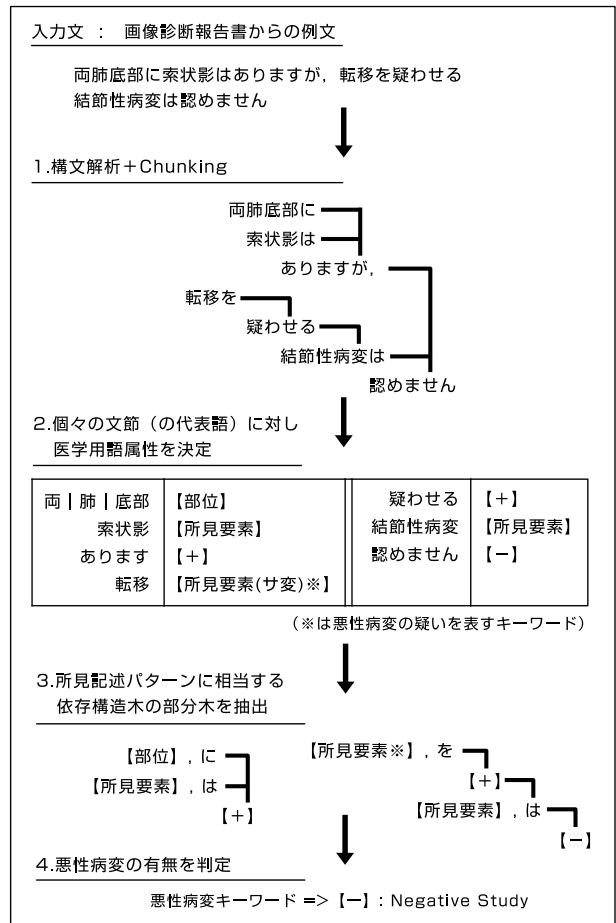 入力文 ： 画像診断報告書からの例文
両肺底部に索状影はありますが，転移を疑わせる
結節性病変は認めません
1.構文解析＋Chunking
両肺底部に
索状影は
ありますが,
転移を
疑わせる
結節性病変は
認めません
2.個々の文節（の代表語）に対し
医学用語属性を決定
両｜肺｜底部 【部位】 疑わせる 【＋】
索状影 【所見要素】 結節性病変 【所見要素】
あります 【＋】 認めません 【－】
転移 【所見要素(サ変)※】
（※は悪性病変の疑いを表すキーワード）
3.所見記述パターンに相当する
依存構造木の部分木を抽出
【部位】, に 【所見要素※】, を
【所見要素】, は 【＋】
【＋】 【所見要素】, は
【－】
4.悪性病変の有無を判定
悪性病変キーワード => 【－】: Negative Study